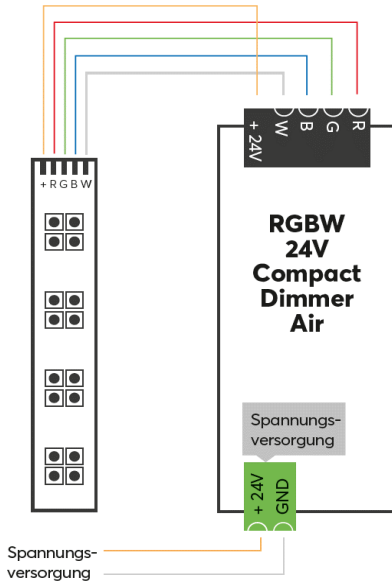 + 24V
W
B
G
R
+ R G B W
RGBW
24V
Compact
Dimmer
Air
Spannungs-
versorgung
+ 24V
GND
Spannungs-
versorgung